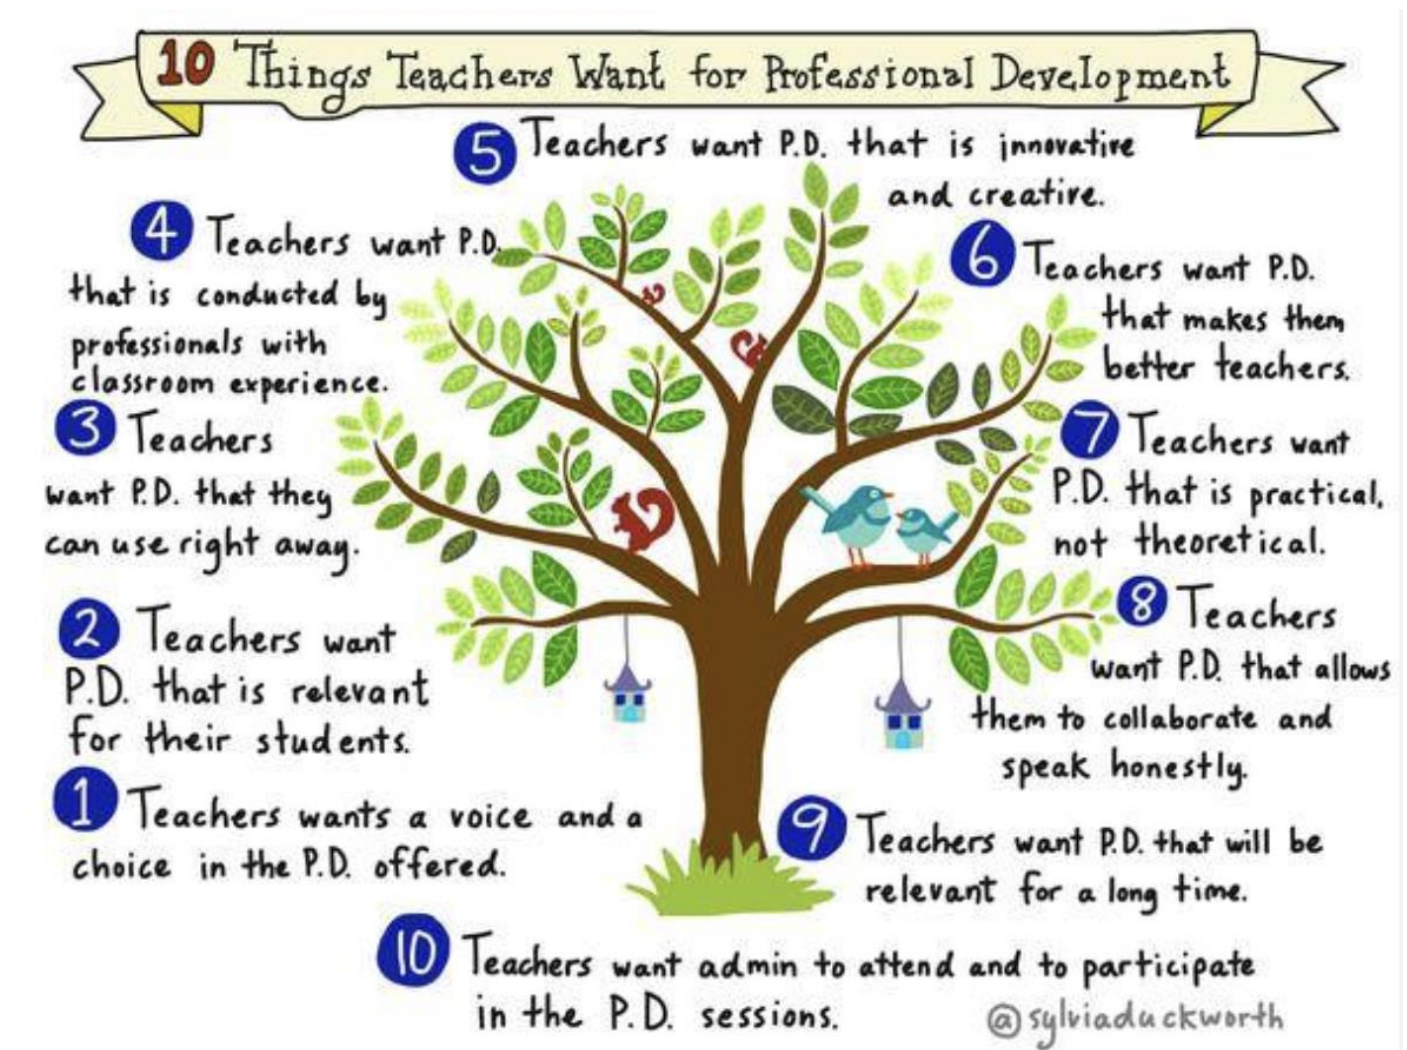 10 Things Teachers Want for Professional Development
5 Teachers want P.D. that is innovative
and creative.
4 Teachers want P.D.
that is conducted by
professionals with
classroom experience.
6 Teachers want P.D.
that makes them
better teachers.
3 Teachers
want P.D. that they
can use right away.
7 Teachers want
P.D. that is practical,
not theoretical.
2 Teachers want
P.D. that is relevant
for their students.
8 Teachers
want P.D. that allows
them to collaborate and
speak honestly.
1 Teachers wants a voice and a
choice in the P.D. offered.
9 Teachers want P.D. that will be
relevant for a long time.
10 Teachers want admin to attend and to participate
in the P.D. sessions.
@sylviaduckworth